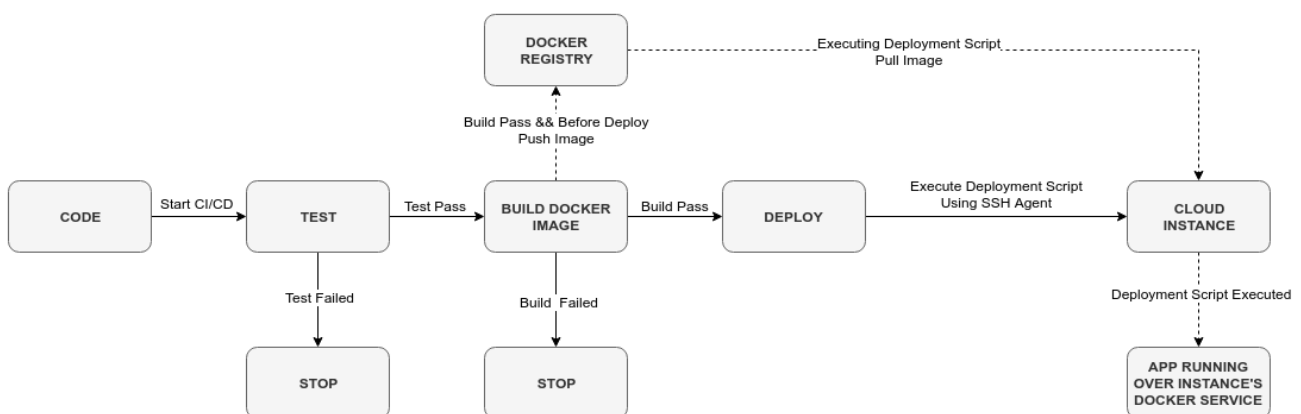 DOCKER
REGISTRY
Executing Deployment Script
Pull Image
Build Pass && Before Deploy
Push Image
CODE
Start CI/CD
TEST
Test Pass
BUILD DOCKER
IMAGE
Build Pass
DEPLOY
Execute Deployment Script
Using SSH Agent
CLOUD
INSTANCE
Test Failed
Build Failed
Deployment Script Executed
STOP
STOP
APP RUNNING
OVER INSTANCE'S
DOCKER SERVICE